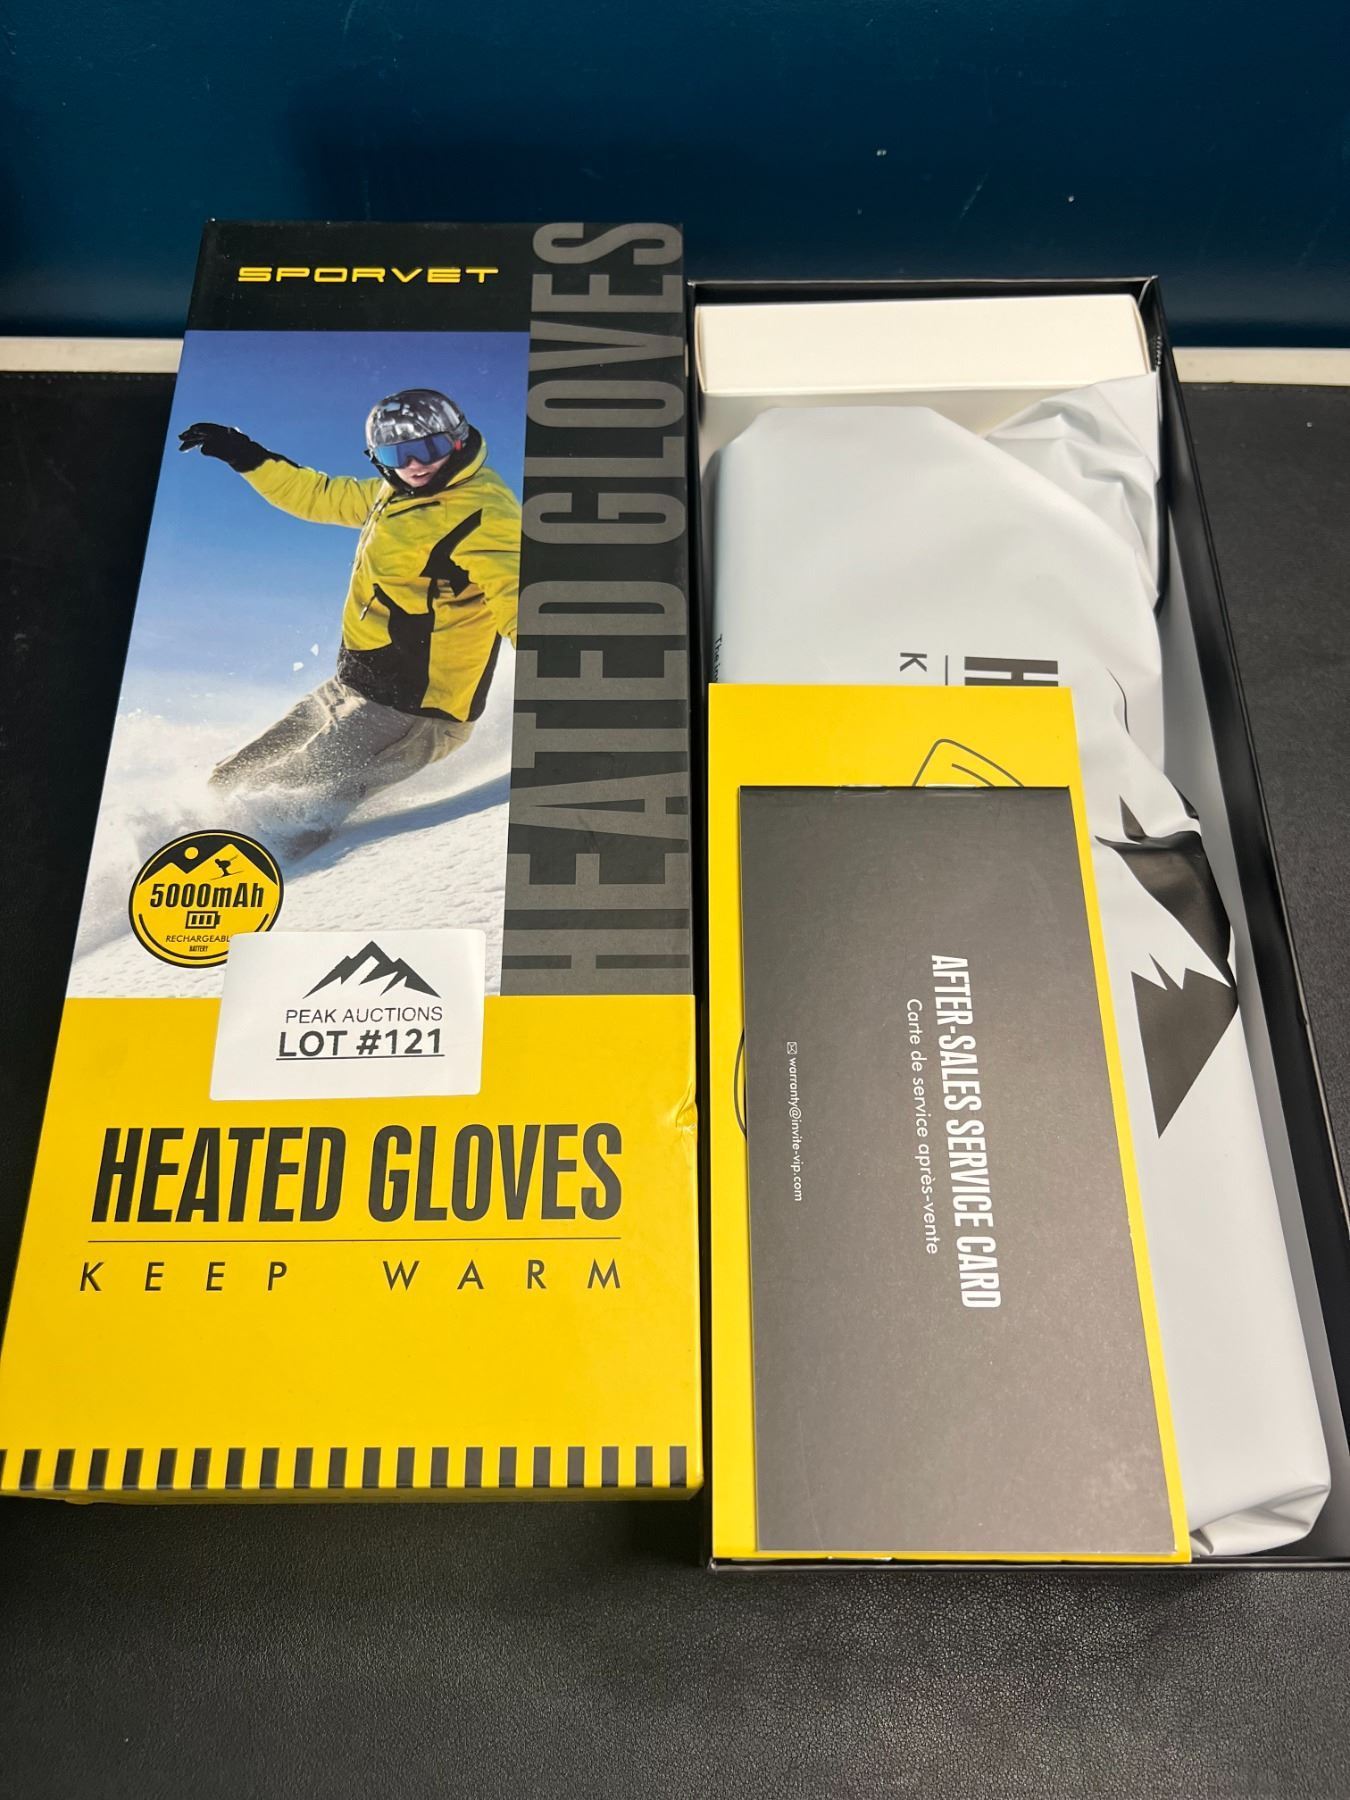 SPORVET
HEATED GLOVES
5000mAh
RECHARGEABLE
BATTERY
PEAK AUCTIONS
LOT #121
HEATED GLOVES
KEEP WARM
K
H
AFTER-SALES SERVICE CARD
Carte de service après-vente
warranty@invite-vip.com